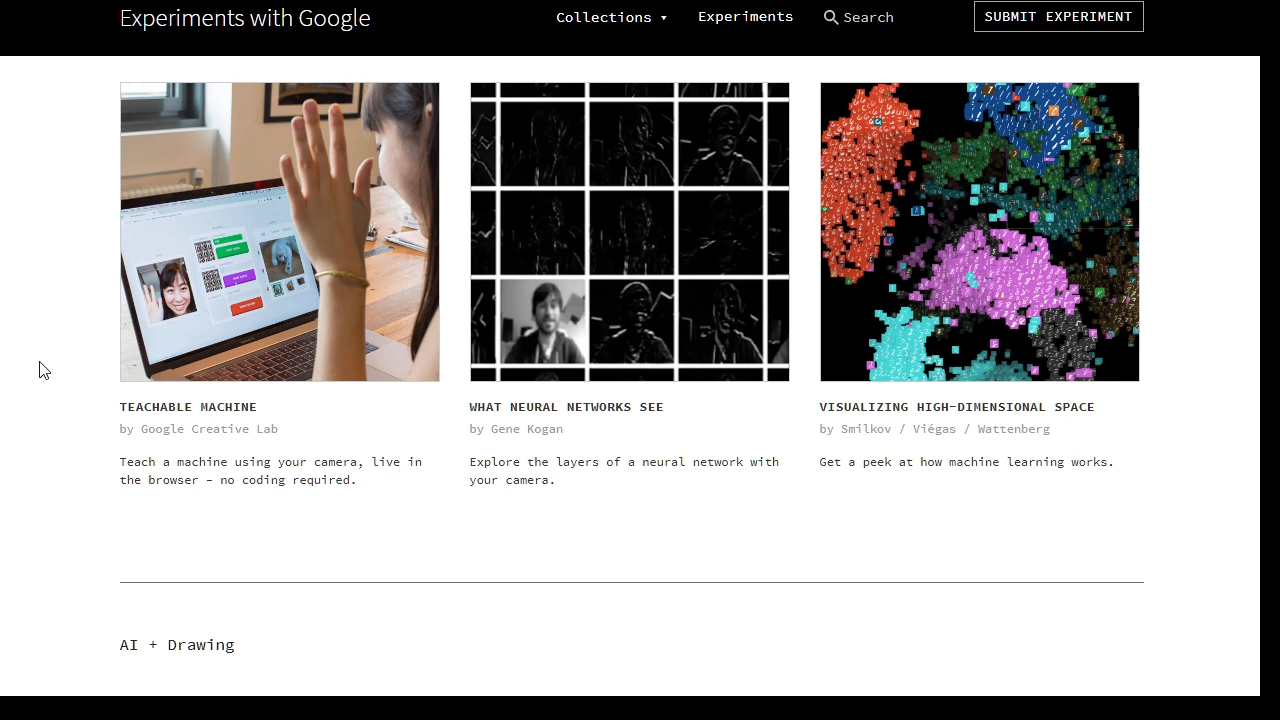 Experiments with Google
Collections ▾
Experiments
Search
SUBMIT EXPERIMENT
TEACHABLE MACHINE
by Google Creative Lab
Teach a machine using your camera, live in
the browser – no coding required.
WHAT NEURAL NETWORKS SEE
by Gene Kogan
Explore the layers of a neural network with
your camera.
VISUALIZING HIGH-DIMENSIONAL SPACE
by Smilkov / Viégas / Wattenberg
Get a peek at how machine learning works.
AI + Drawing